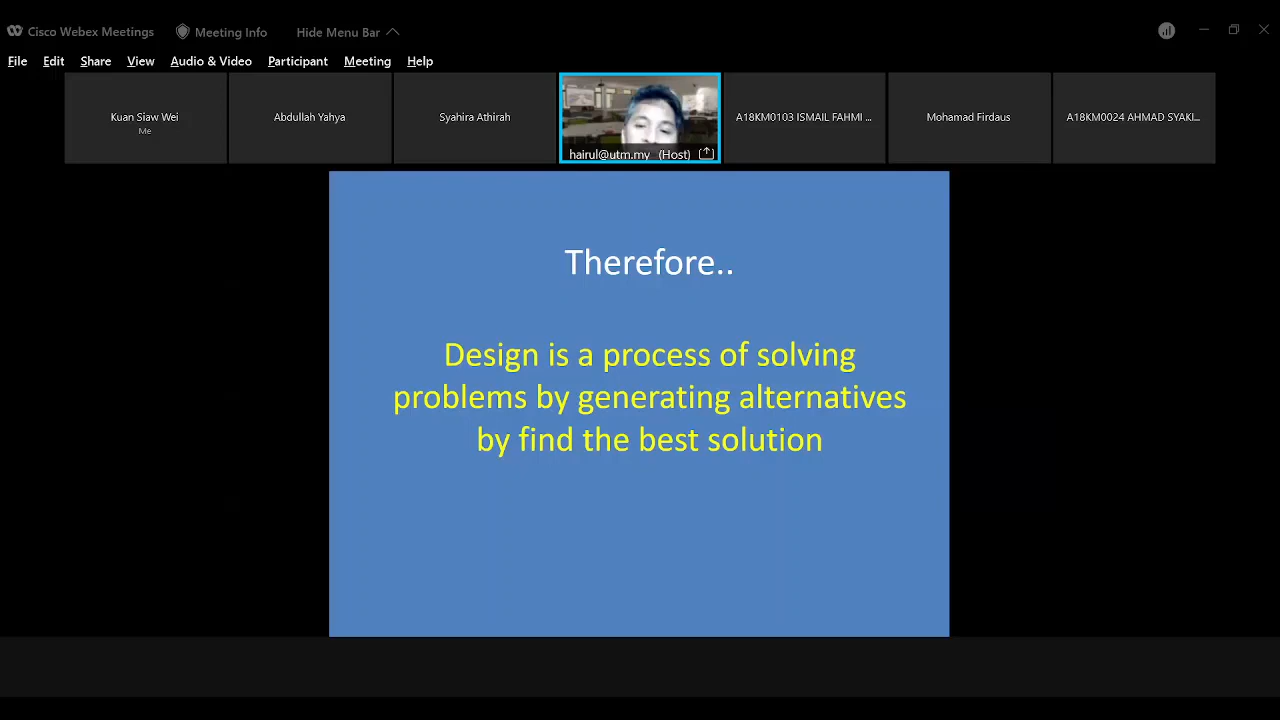 Cisco Webex Meetings Meeting Info Hide Menu Bar
File Edit Share View Audio & Video Participant Meeting Help
Kuan Siaw Wei
Me
Abdullah Yahya
Syahira Athirah
hairul@utm.my (Host)
A18KM0103 ISMAIL FAHMI ...
Mohamad Firdaus
A18KM0024 AHMAD SYAKI...
Therefore..
Design is a process of solving
problems by generating alternatives
by find the best solution